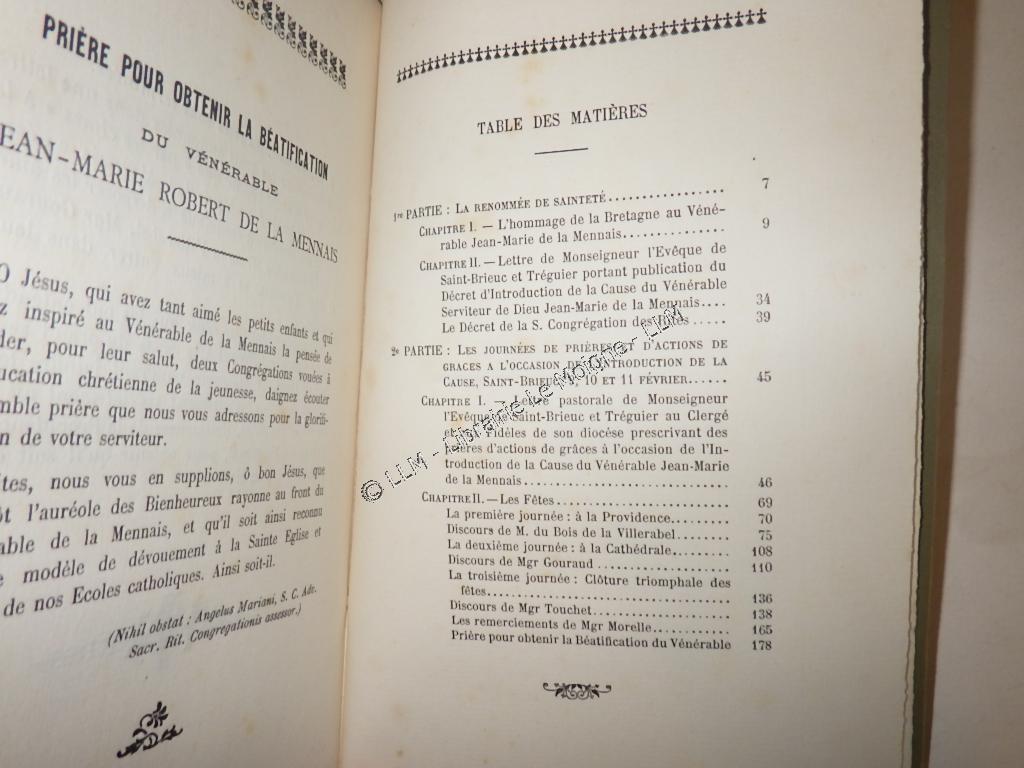 PRIÈRE POUR OBTENIR LA BÉATIFICATION
DU VÉNÉRABLE
JEAN-MARIE ROBERT DE LA MENNAIS
O Jésus, qui avez tant aimé les petits enfants et qui
inspiré au Vénérable de la Mennais la pensée de
pour leur salut, deux Congrégations vouées à
chrétienne de la jeunesse, daignez écouter
prière que nous vous adressons pour la glorifi-
de votre serviteur.
nous vous en supplions, ô bon Jésus, que
l'auréole des Bienheureux rayonne au front du
de la Mennais, et qu'il soit ainsi reconnu
modèle de dévouement à la Sainte Eglise et
de nos Ecoles catholiques. Ainsi soit-il.
(Nihil obstat : Angelus Mariani, S. C. Adv.
Sacr. Rit. Congregationis assessor.)
TABLE DES MATIÈRES
1re PARTIE : LA RENOMMÉE DE SAINTETÉ.................... 7
CHAPITRE I. — L'hommage de la Bretagne au Véné-
rable Jean-Marie de la Mennais.............. 9
CHAPITRE II. — Lettre de Monseigneur l'Evêque de
Saint-Brieuc et Tréguier portant publication du
Décret d'Introduction de la Cause du Vénérable
Serviteur de Dieu Jean-Marie de la Mennais.... 34
Le Décret de la S. Congrégation des Rites ..... 39
2e PARTIE : LES JOURNÉES DE PRIÈRES ET D'ACTIONS DE
GRACES A L'OCCASION DE L'INTRODUCTION DE LA
CAUSE, SAINT-BRIEUC, 9, 10 ET 11 FÉVRIER...... 45
CHAPITRE I. — Lettre pastorale de Monseigneur
l'Evêque de Saint-Brieuc et Tréguier au Clergé
et aux Fidèles de son diocèse prescrivant des
prières d'actions de grâces à l'occasion de l'In-
troduction de la Cause du Vénérable Jean-Marie
de la Mennais............................ 46
CHAPITRE II. — Les Fêtes........................ 69
La première journée : à la Providence......... 70
Discours de M. du Bois de la Villerabel........ 75
La deuxième journée : à la Cathédrale......... 108
Discours de Mgr Gouraud .................. 110
La troisième journée : Clôture triomphale des
fêtes.................................. 136
Discours de Mgr Touchet................... 138
Les remerciements de Mgr Morelle........... 165
Prière pour obtenir la Béatification du Vénérable 178
© LLM - Librairie Le Moigne - LLM